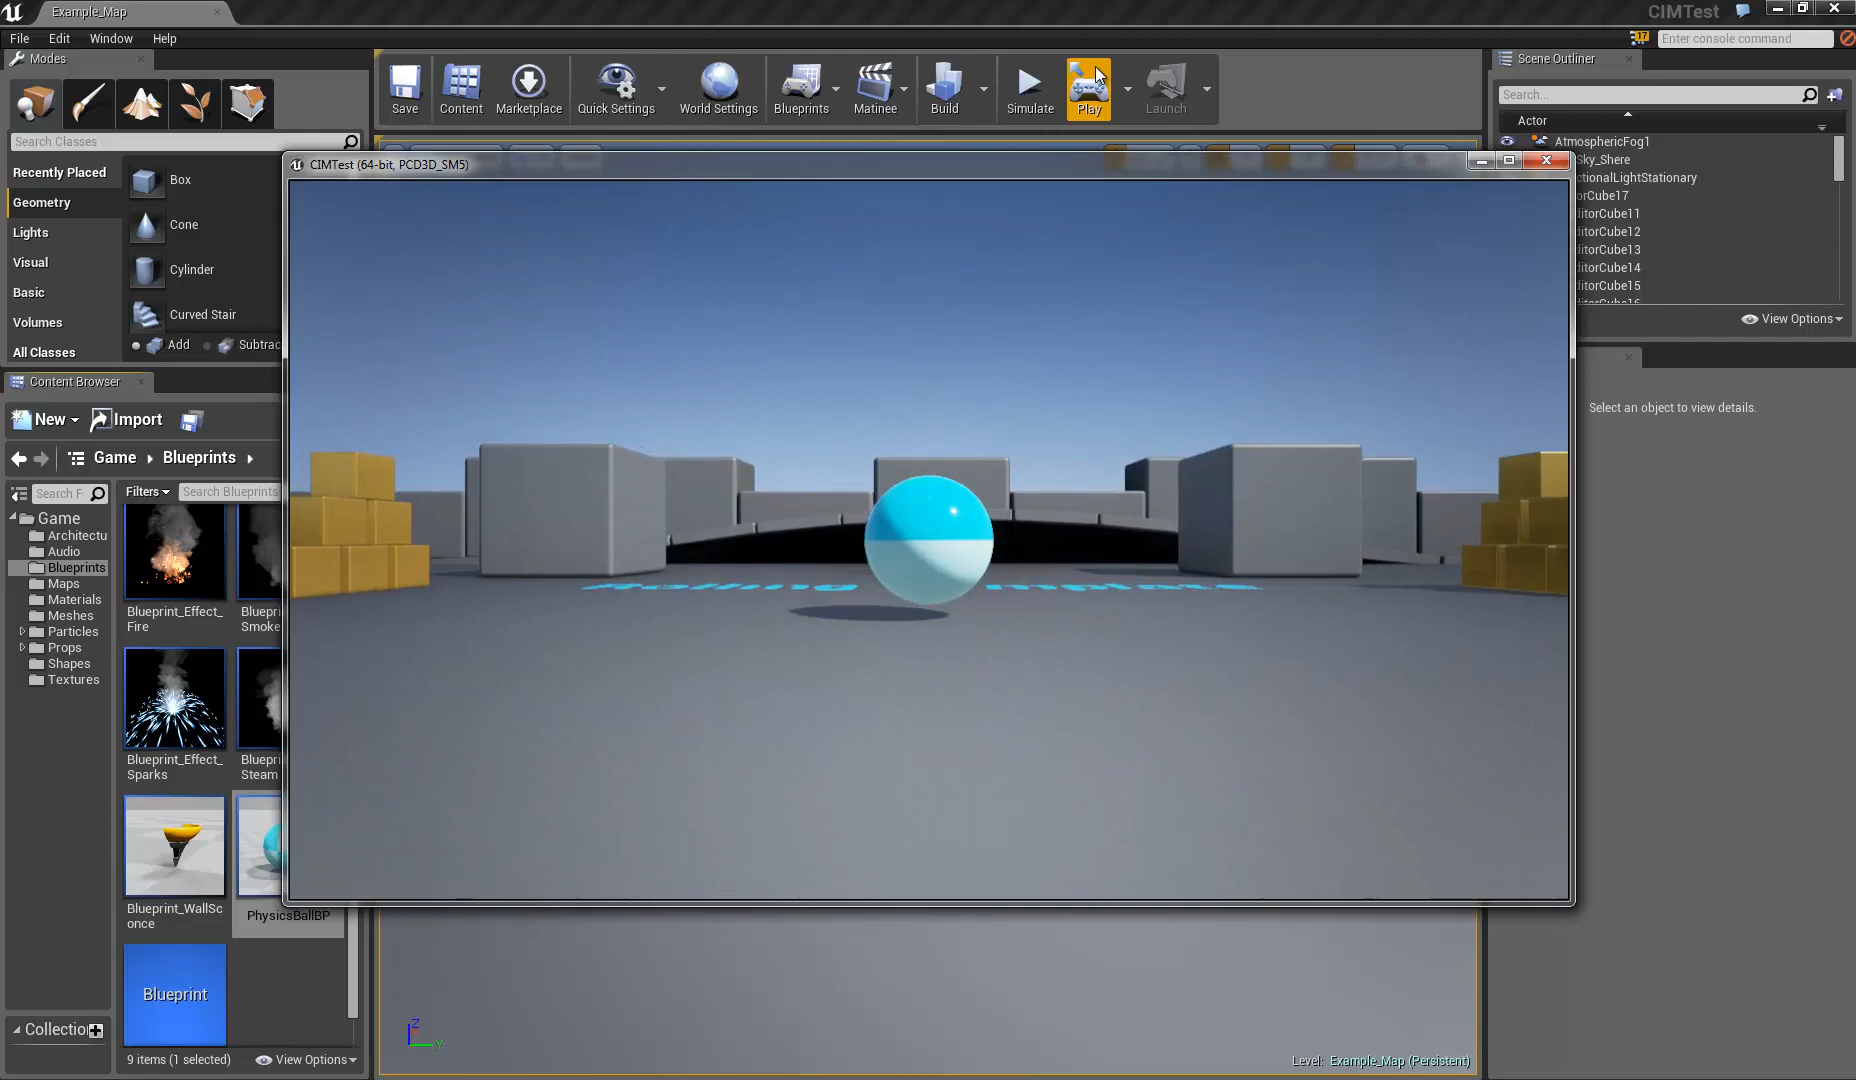 Example_Map
CIMTest
File Edit Window Help
17
Enter console command
Modes
Save
Content
Marketplace
Quick Settings
World Settings
Blueprints
Matinee
Build
Simulate
Play
Launch
Scene Outliner
Search...
Actor
AtmosphericFog1
Sky_Shere
ctionalLightStationary
orCube17
ditorCube11
ditorCube12
ditorCube13
ditorCube14
ditorCube15
View Options
Search Classes
Recently Placed
Geometry
Lights
Visual
Basic
Volumes
All Classes
Box
Cone
Cylinder
Curved Stair
Add
Subtrac
CIMTest (64-bit, PCD3D_SM5)
Select an object to view details.
Content Browser
New
Import
Game
Blueprints
Search F
Filters
Search Blueprints
Game
Architectu
Audio
Blueprints
Maps
Materials
Meshes
Particles
Props
Shapes
Textures
Blueprint_Effect_
Fire
Bluepri
Smoke
Blueprint_Effect_
Sparks
Bluepri
Steam
Blueprint_WallSc
once
PhysicsBallBP
Blueprint
Collectio
9 items (1 selected)
View Options
Z
Y
Level: Example_Map (Persistent)